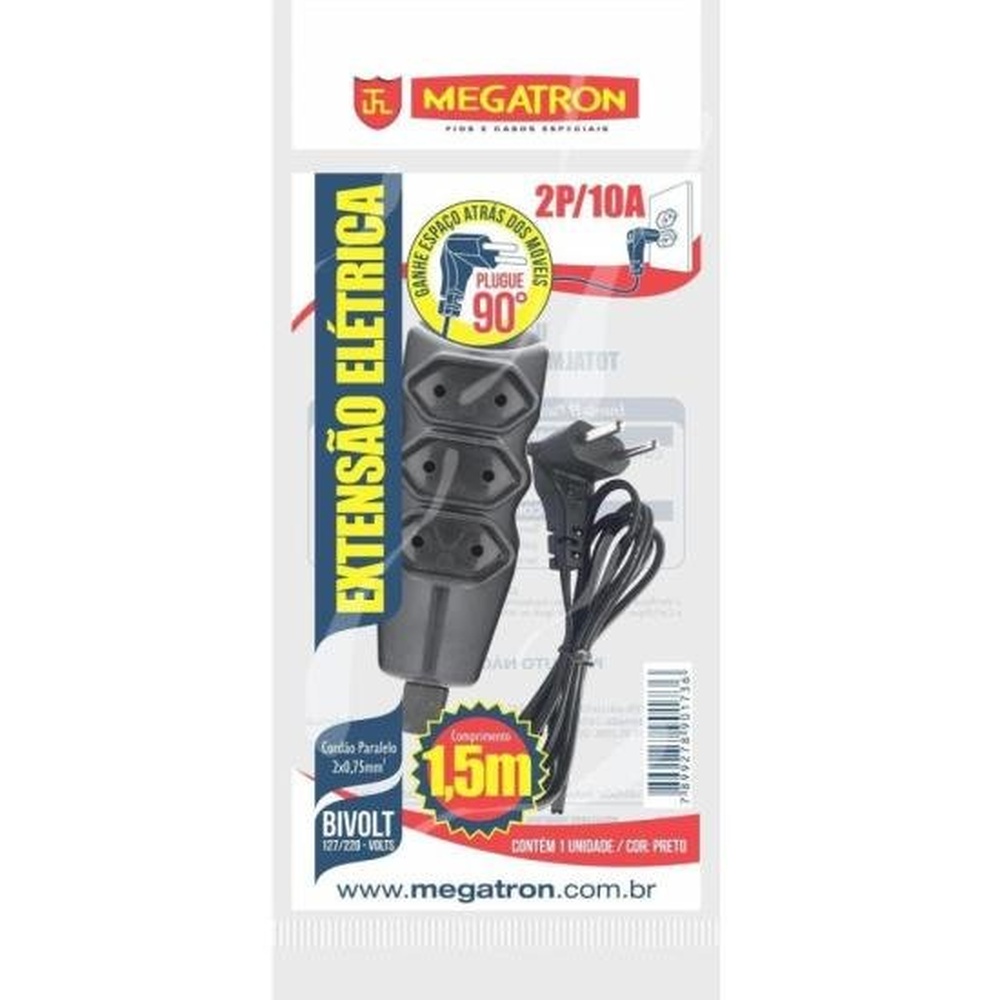 MEGATRON
FIOS E CABOS ESPECIAIS
EXTENSÃO ELÉTRICA
GANHE ESPAÇO ATRÁS DOS MÓVEIS
PLUGUE
90°
2P/10A
Cordão Paralelo
2x0,75mm²
BIVOLT
127/220 - VOLTS
Comprimento
1,5m
7899278901736
CONTÉM 1 UNIDADE / COR: PRETO
www.megatron.com.br